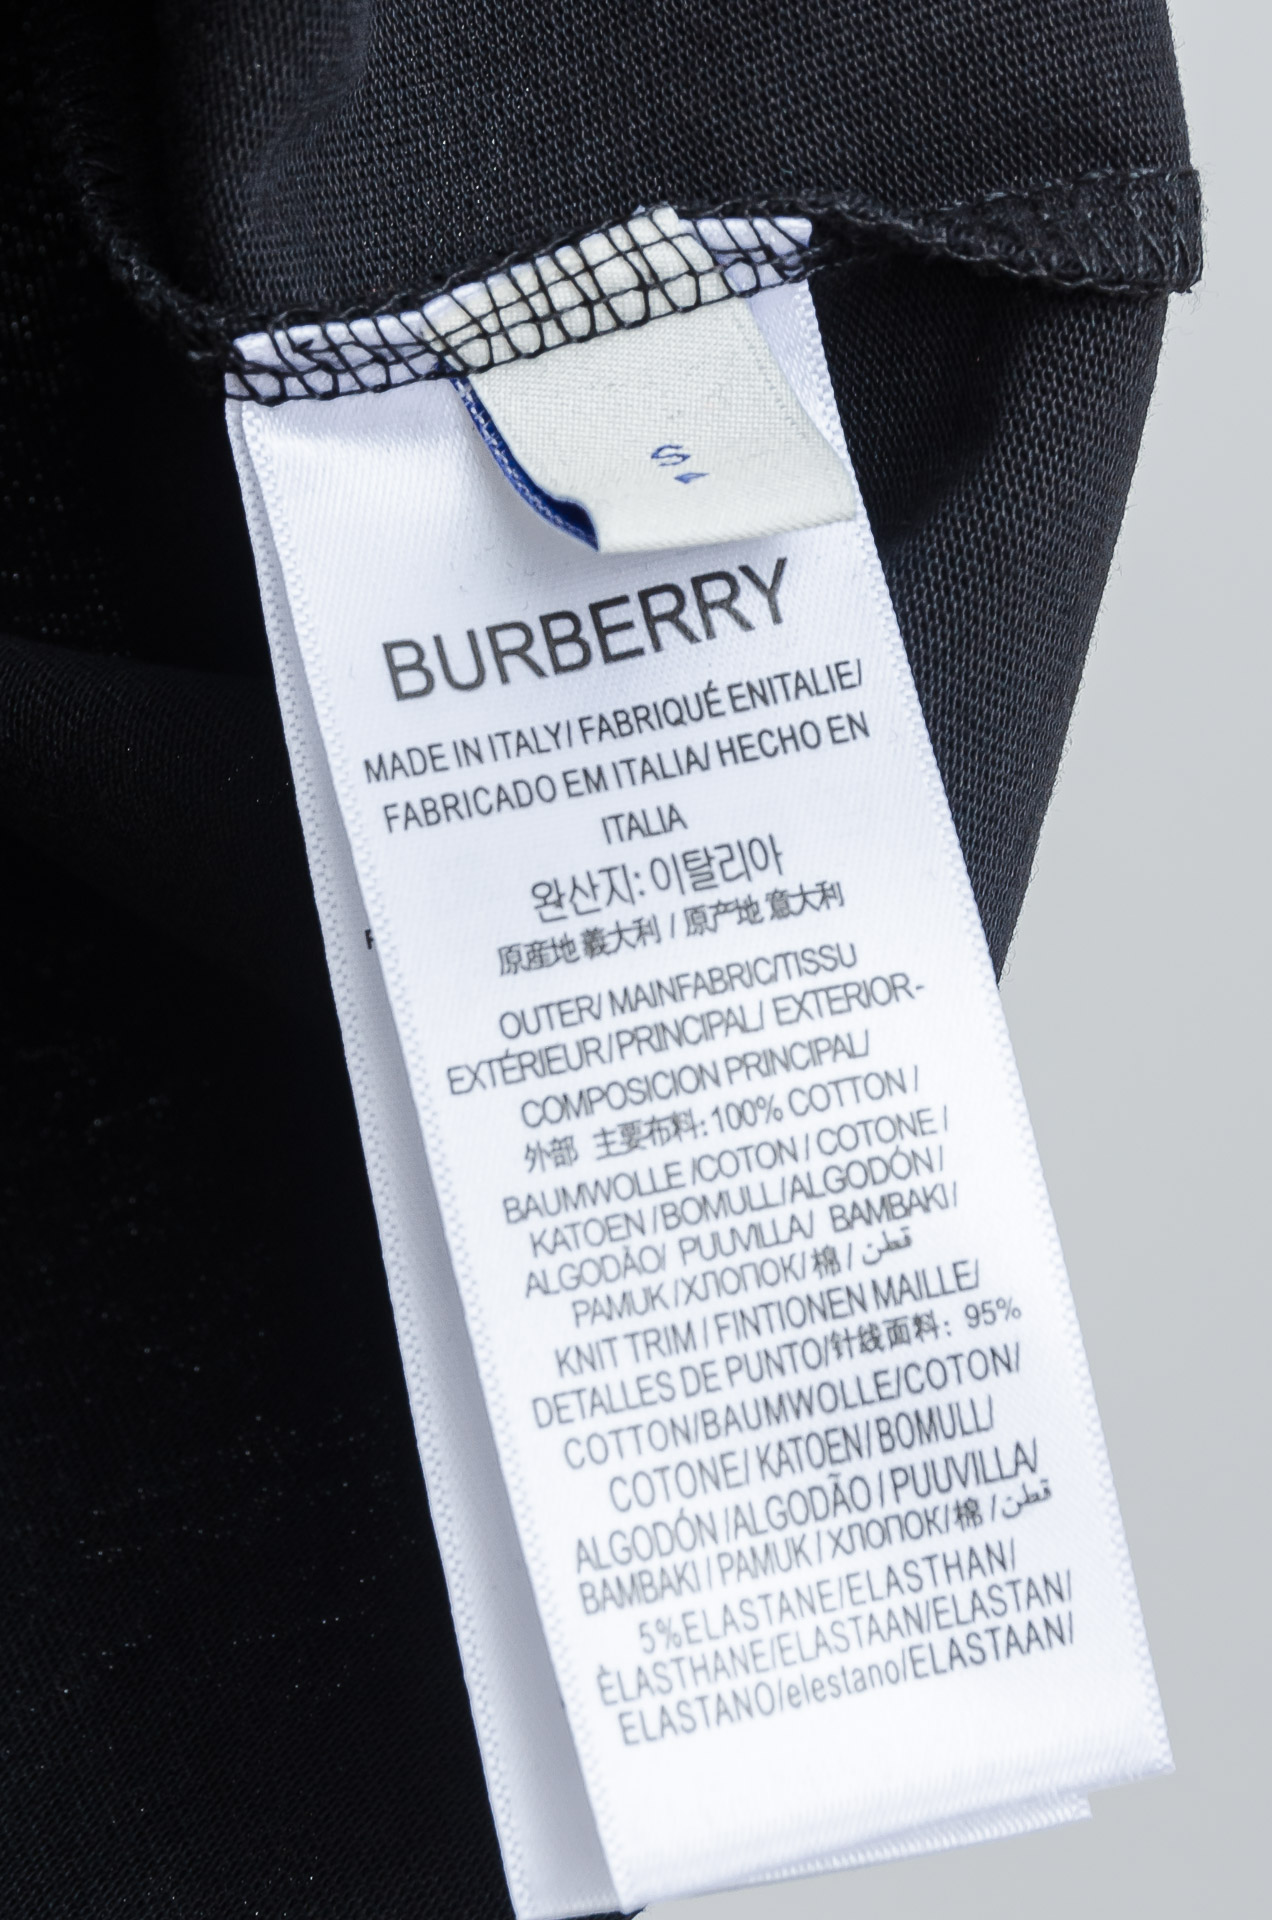 S
BURBERRY
MADE IN ITALY/ FABRIQUÉ ENITALIE/
FABRICADO EM ITALIA/ HECHO EN
ITALIA
완산지: 이탈리아
原産地 義大利 / 原产地 意大利
OUTER/ MAINFABRIC/TISSU
EXTÉRIEUR/PRINCIPAL/ EXTERIOR-
COMPOSICION PRINCIPAL/
外部 主要布料: 100% COTTON /
BAUMWOLLE /COTON / COTONE /
KATOEN /BOMULL/ALGODÓN/
ALGODÃO/ PUUVILLA/ BAMBAKI/
PAMUK /ХЛОПОК/ 棉 / قطن
KNIT TRIM / FINTIONEN MAILLE/
DETALLES DE PUNTO/针线面料: 95%
COTTON/BAUMWOLLE/COTON/
COTONE/ KATOEN/ BOMULL/
ALGODÓN /ALGODÃO / PUUVILLA/
BAMBAKI / PAMUK / ХЛОПОК/ 棉 / قطن
5%ELASTANE/ELASTHAN/
ÈLASTHANE/ELASTAAN/ELASTAN/
ELASTANO/elestano/ELASTAAN/